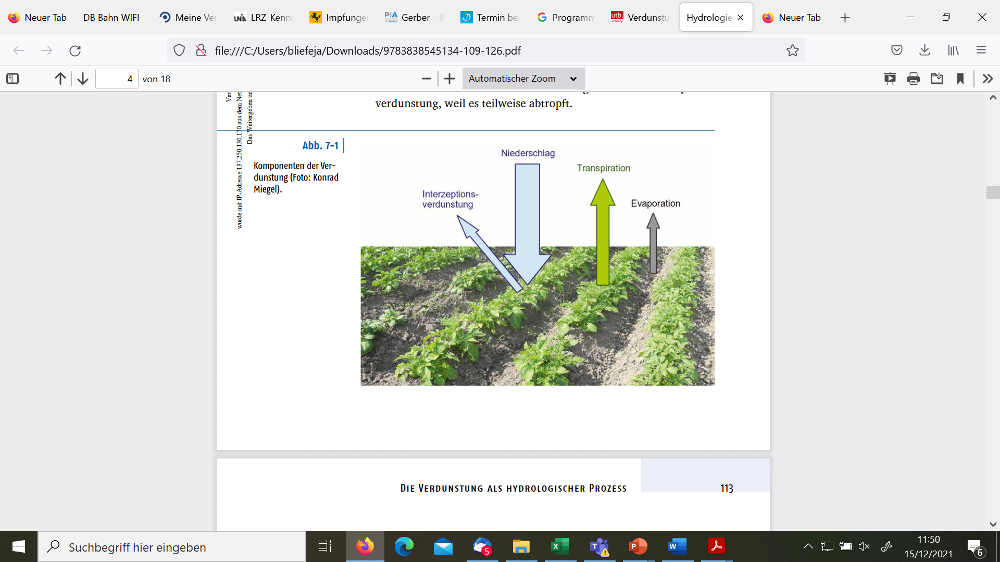 Neuer Tab
DB Bahn WIFI
Meine Ver
LRZ-Kennu
Impfunge
Gerber –
Termin be
Programm
Verdunstu
Hydrologie
Neuer Tab
file:///C:/Users/bliefeja/Downloads/9783838545134-109-126.pdf
4 von 18
Automatischer Zoom
Ver
wurde mit IP-Adresse 137.250.130.170 aus dem Net
Das Weitergeben un
verdunstung, weil es teilweise abtropft.
Abb. 7-1
Komponenten der Ver-
dunstung (Foto: Konrad
Miegel).
Niederschlag
Transpiration
Interzeptions-
verdunstung
Evaporation
Die Verdunstung als hydrologischer Prozess 113
Suchbegriff hier eingeben
5
11:50
15/12/2021
6